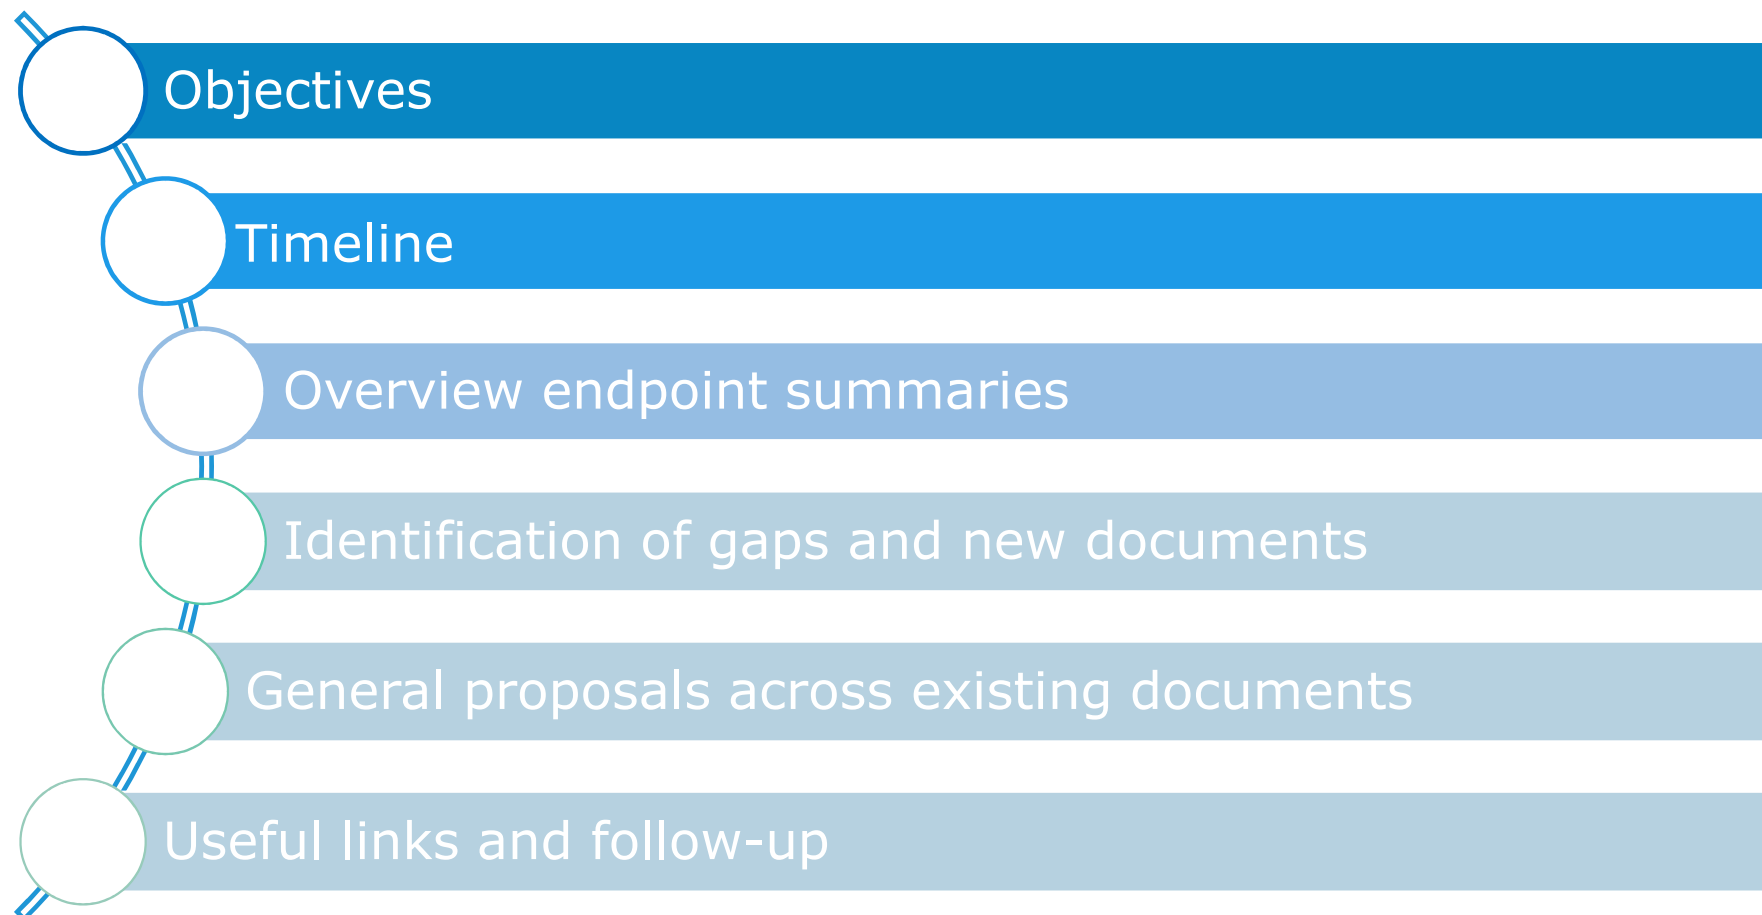 Objectives
Timeline
Overview endpoint summaries
Identification of gaps and new documents
General proposals across existing documents
Useful links and follow-up